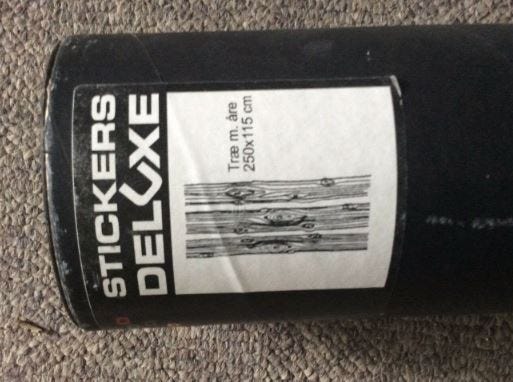 STICKERS
DELUXE
Træ m. åre
250x115 cm